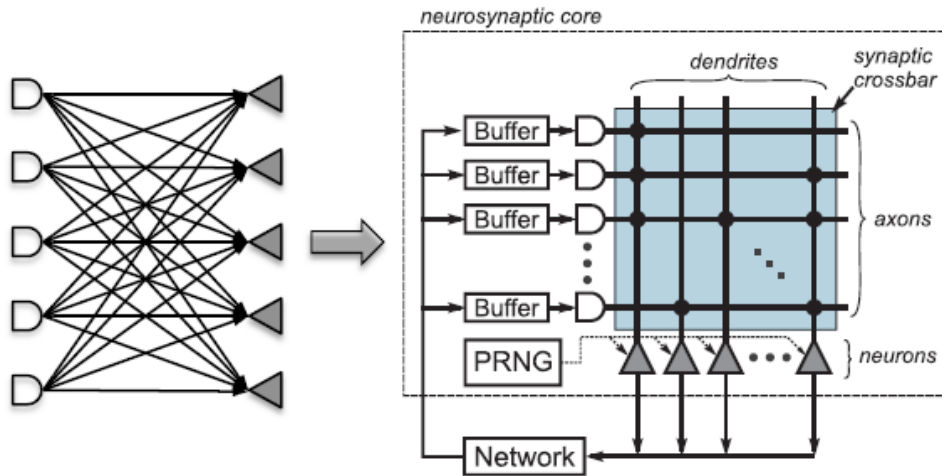 neurosynaptic core
dendrites
synaptic
crossbar
Buffer
Buffer
Buffer
axons
Buffer
PRNG
neurons
Network